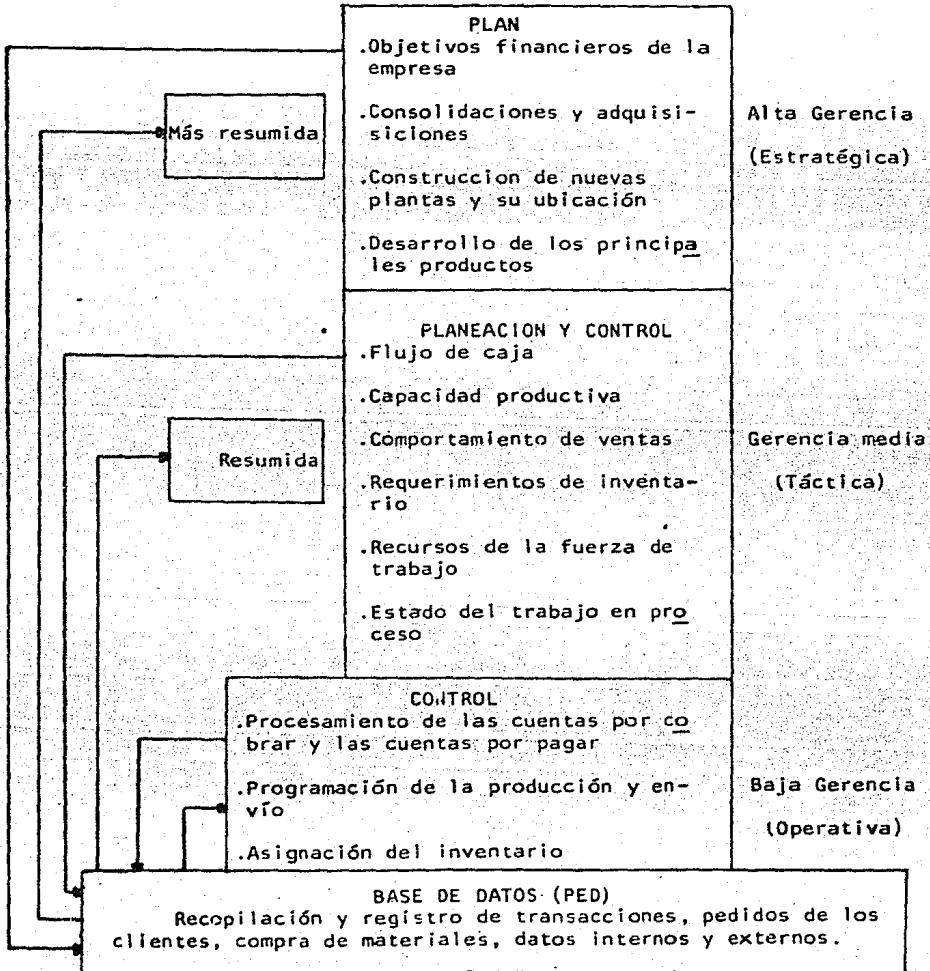 PLAN
.Objetivos financieros de la
empresa
.Consolidaciones y adquisi-
siciones
.Construccion de nuevas
plantas y su ubicación
.Desarrollo de los principa
les productos
Más resumida
Alta Gerencia
(Estratégica)
PLANEACION Y CONTROL
.Flujo de caja
.Capacidad productiva
.Comportamiento de ventas
.Requerimientos de inventa-
rio
.Recursos de la fuerza de
trabajo
.Estado del trabajo en pro
ceso
Resumida
Gerencia media
(Táctica)
CONTROL
.Procesamiento de las cuentas por co
brar y las cuentas por pagar
.Programación de la producción y en-
vío
.Asignación del inventario
Baja Gerencia
(Operativa)
BASE DE DATOS (PED)
Recopilación y registro de transacciones, pedidos de los
clientes, compra de materiales, datos internos y externos.